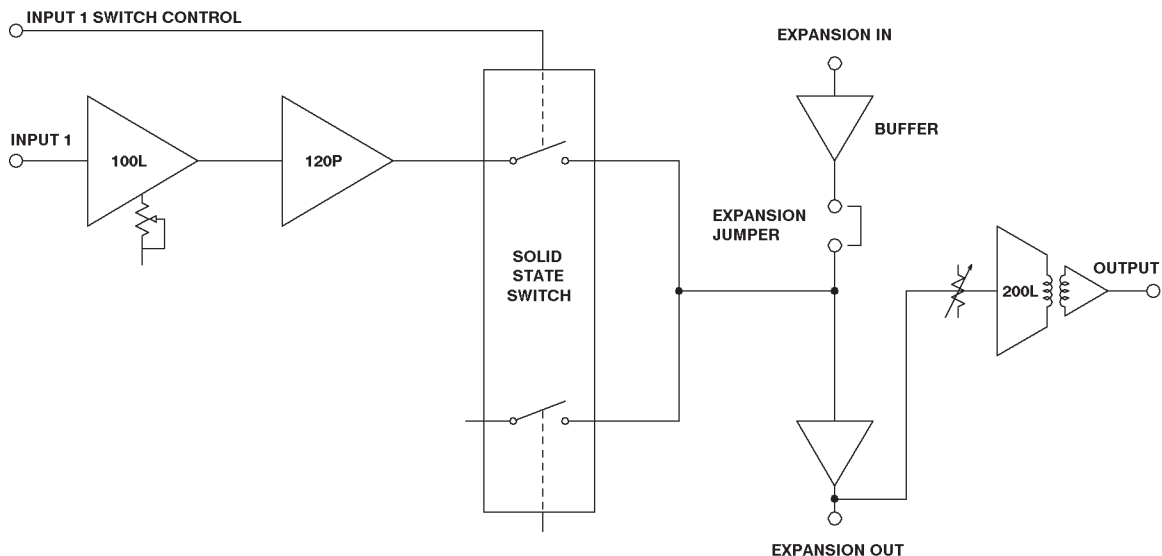 INPUT 1 SWITCH CONTROL
EXPANSION IN
BUFFER
INPUT 1
100L
120P
EXPANSION
JUMPER
SOLID
STATE
SWITCH
200L
OUTPUT
EXPANSION OUT